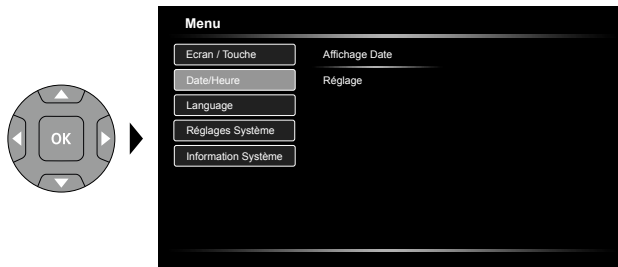 Menu
Ecran / Touche
Affichage Date
Date/Heure
Réglage
Language
OK
Réglages Système
Information Système